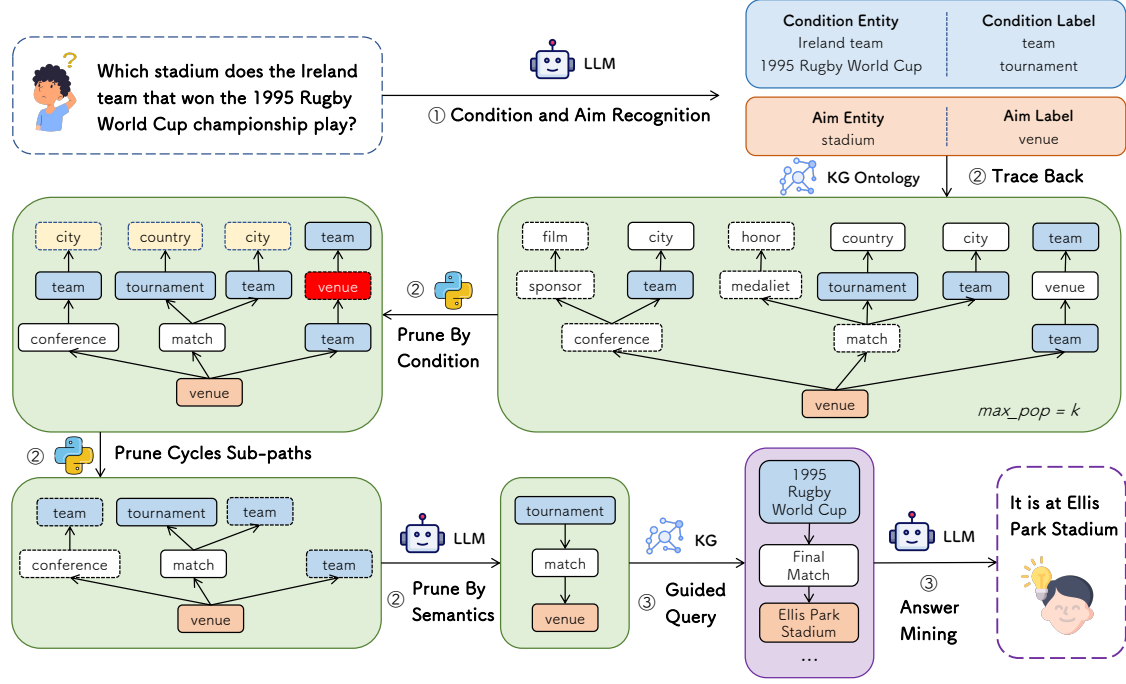 ?
Which stadium does the Ireland
team that won the 1995 Rugby
World Cup championship play?
LLM
① Condition and Aim Recognition
Condition Entity
Ireland team
1995 Rugby World Cup
Condition Label
team
tournament
Aim Entity
stadium
Aim Label
venue
KG Ontology
② Trace Back
film
city
honor
country
city
team
sponsor
team
medaliet
tournament
team
venue
conference
match
team
venue
max_pop = k
②
Prune By
Condition
city
country
city
team
team
tournament
team
venue
conference
match
team
venue
②
Prune Cycles Sub-paths
team
tournament
team
conference
match
team
venue
LLM
② Prune By
Semantics
tournament
match
venue
KG
③ Guided
Query
1995
Rugby
World Cup
Final
Match
Ellis Park
Stadium
...
LLM
③
Answer
Mining
It is at Ellis
Park Stadium